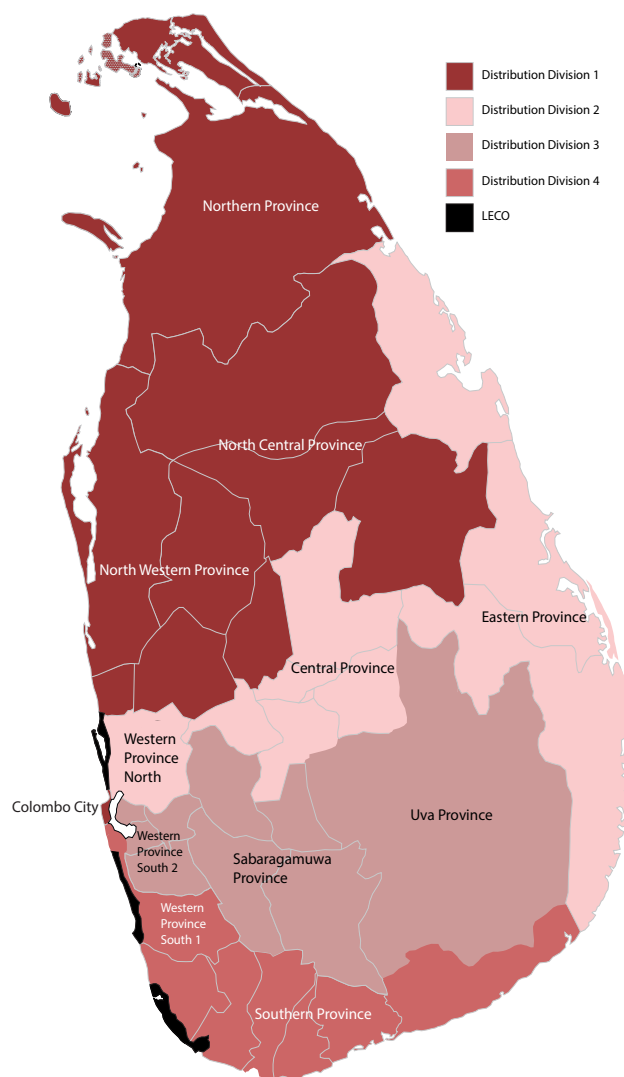 Distribution Division 1
Distribution Division 2
Distribution Division 3
Distribution Division 4
LECO
Northern Province
North Central Province
North Western Province
Eastern Province
Central Province
Western
Province
North
Colombo City
Uva Province
Western
Province
South 2
Sabaragamuwa
Province
Western
Province
South 1
Southern Province